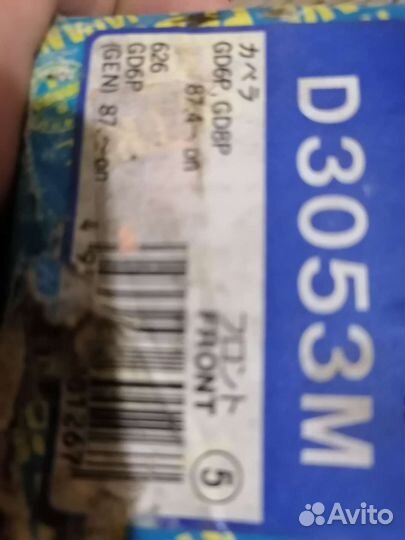 D3053M
カペラ
GD6P, GD8P
87.4~on
626
GD6P
(GEN) 87.~on
フロント
FRONT
5
01267
Avito